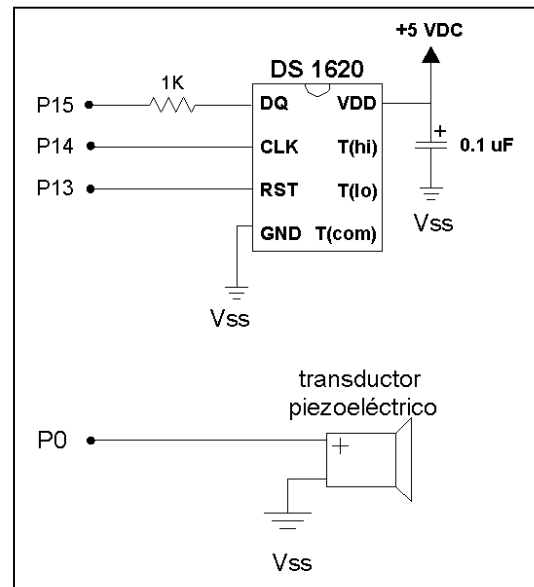 +5 VDC
DS 1620
1K
P15
DQ
VDD
P14
CLK
T(hi)
+
0.1 uF
P13
RST
T(lo)
GND
T(com)
Vss
Vss
transductor
piezoeléctrico
P0
+
Vss